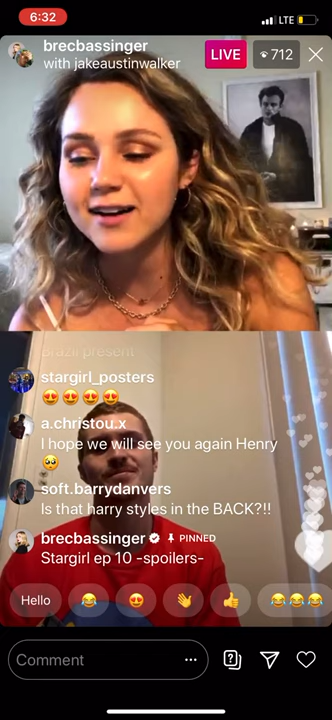 6:32
LTE
brecbassinger
with jakeaustinwalker
LIVE
712
Brazil present
stargirl_posters
😍😍😍😍
a.christou.x
I hope we will see you again Henry
🥺
soft.barrydanvers
Is that harry styles in the BACK?!!
brecbassinger PINNED
Stargirl ep 10 -spoilers-
Hello 😂 😍 👋 👍 😂😂😂
Comment